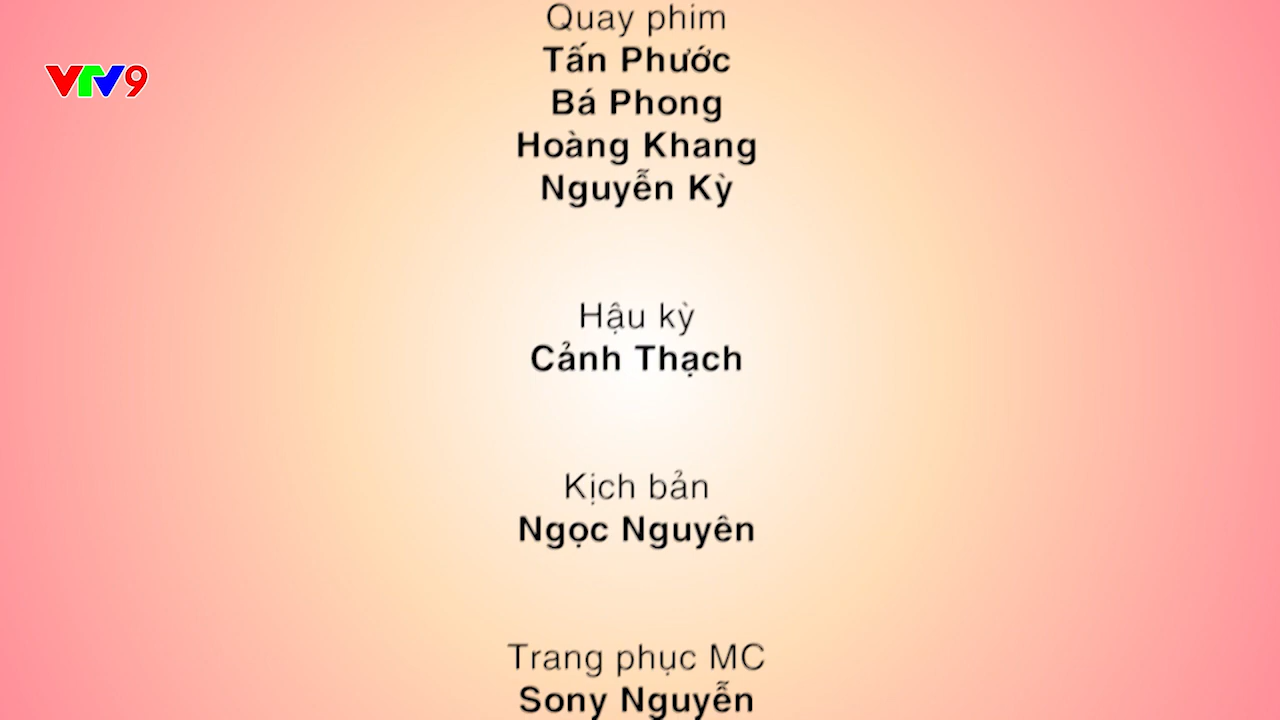 Quay phim
VTV9
Tấn Phước
Bá Phong
Hoàng Khang
Nguyễn Kỳ
Hậu kỳ
Cảnh Thạch
Kịch bản
Ngọc Nguyên
Trang phục MC
Sony Nguyễn